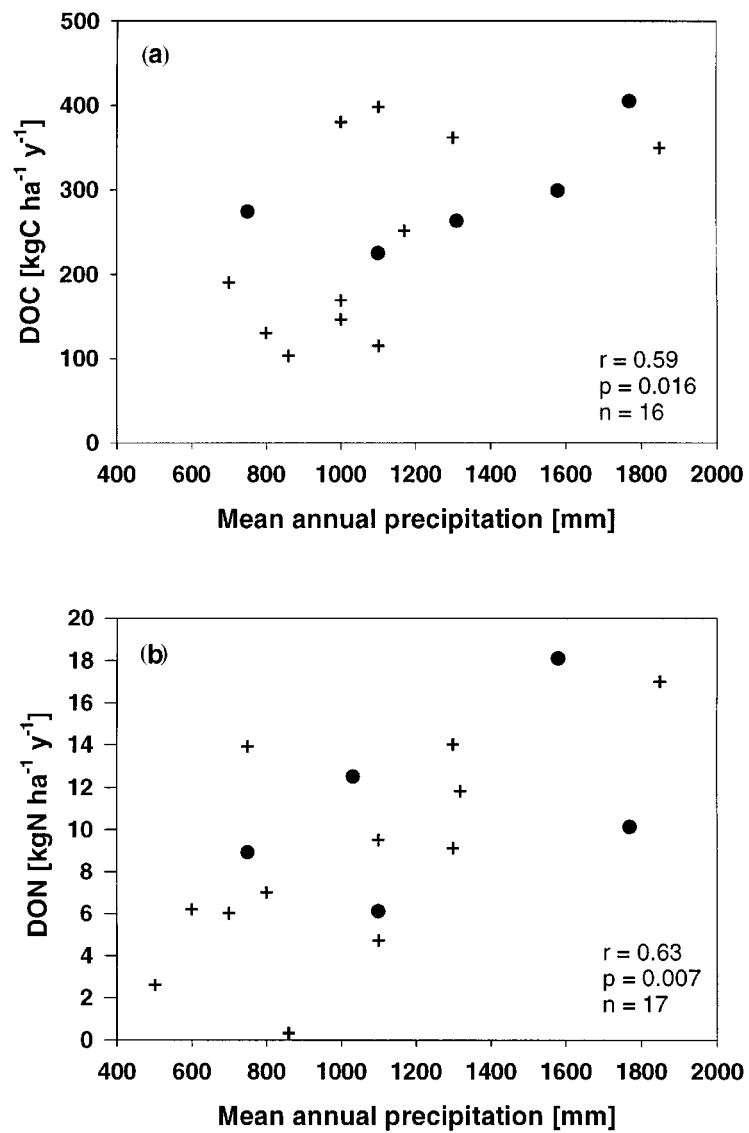 (a)
500
400
300
200
100
0
DOC [kgC ha⁻¹ y⁻¹]
r = 0.59
p = 0.016
n = 16
400 600 800 1000 1200 1400 1600 1800 2000
Mean annual precipitation [mm]
(b)
20
18
16
14
12
10
8
6
4
2
0
DON [kgN ha⁻¹ y⁻¹]
r = 0.63
p = 0.007
n = 17
400 600 800 1000 1200 1400 1600 1800 2000
Mean annual precipitation [mm]